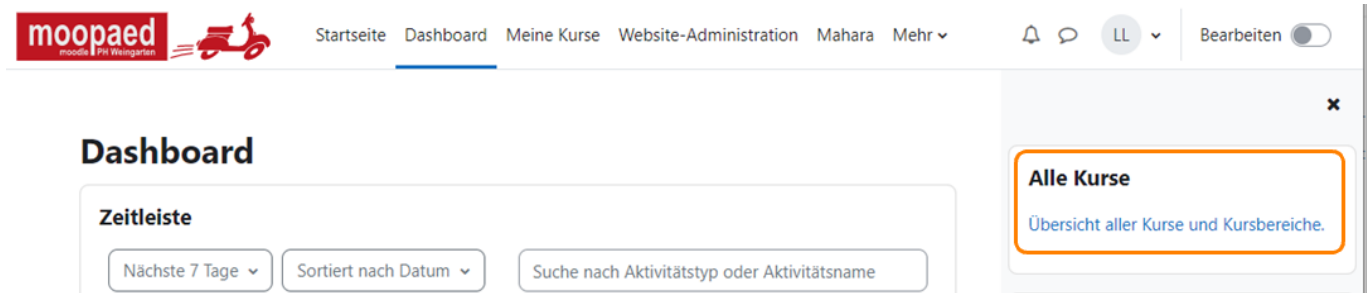 moopaed
moodle PH Weingarten
Startseite Dashboard Meine Kurse Website-Administration Mahara Mehr LL Bearbeiten
Dashboard
Zeitleiste
Nächste 7 Tage Sortiert nach Datum Suche nach Aktivitätstyp oder Aktivitätsname
Alle Kurse
Übersicht aller Kurse und Kursbereiche.